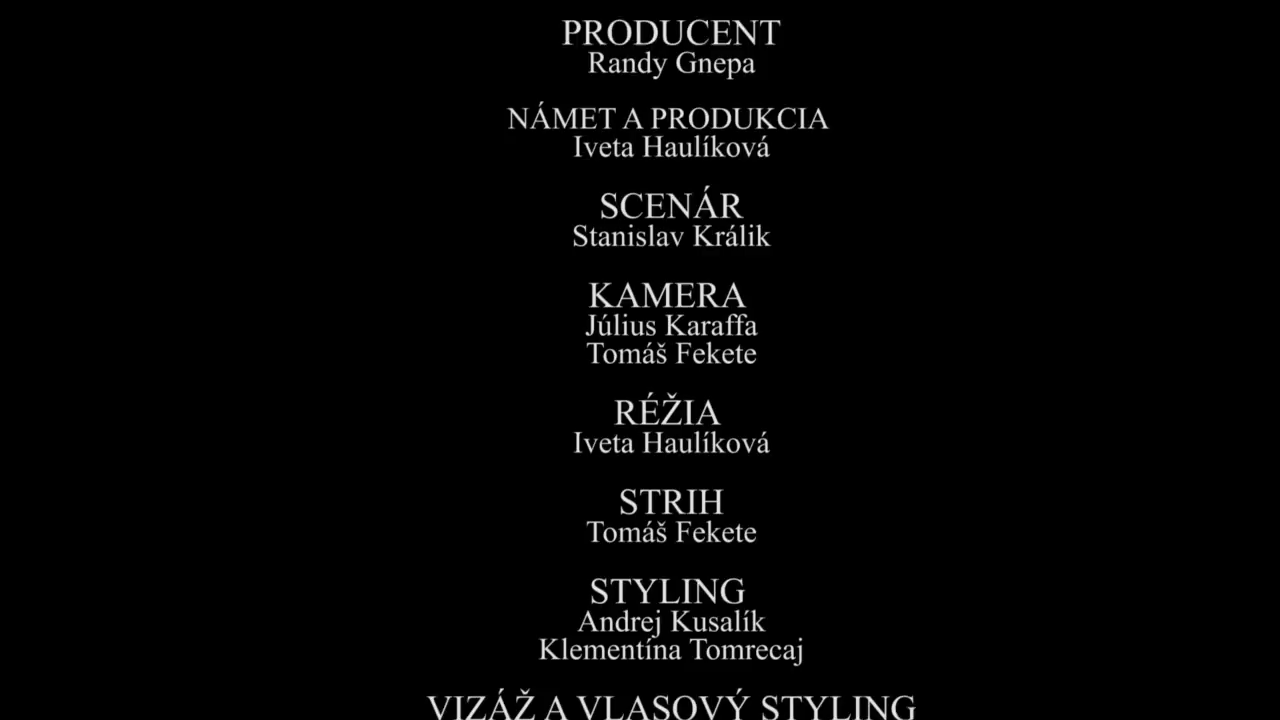 PRODUCENT
Randy Gnepa
NÁMET A PRODUKCIA
Iveta Haulíková
SCENÁR
Stanislav Králik
KAMERA
Július Karaffa
Tomáš Fekete
RÉŽIA
Iveta Haulíková
STRIH
Tomáš Fekete
STYLING
Andrej Kusalík
Klementína Tomrecaj
VIZÁŽ A VLASOVÝ STYLING